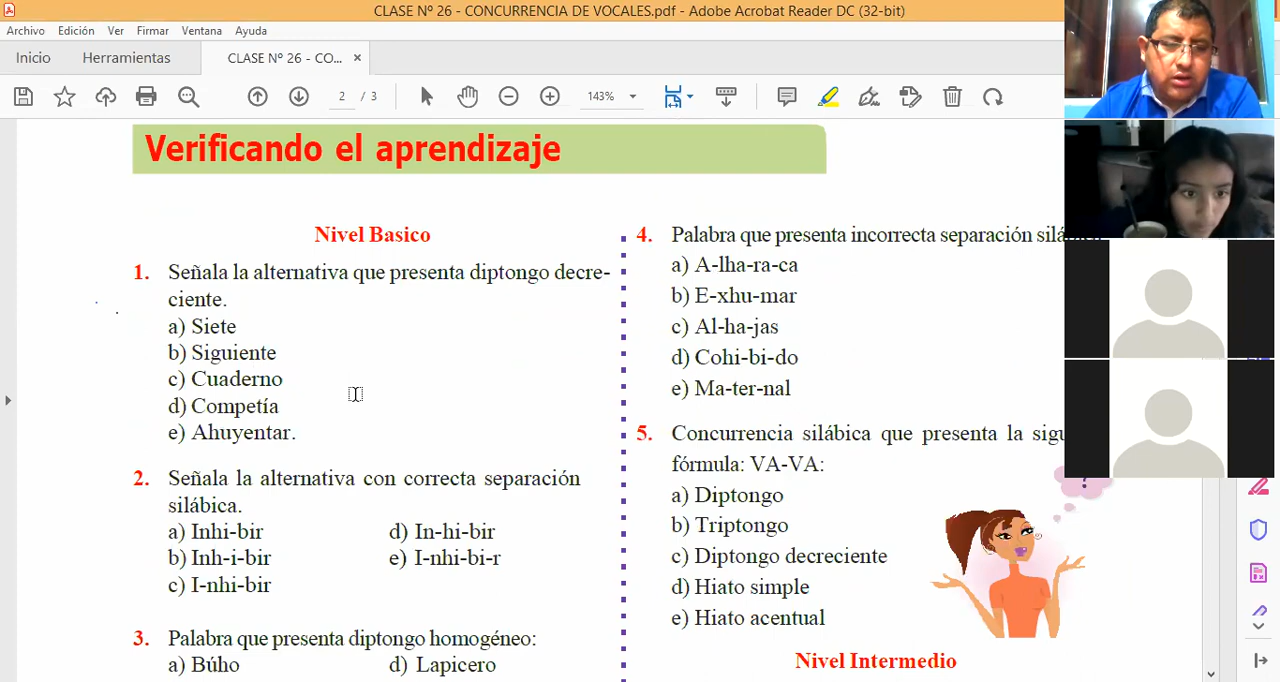 CLASE Nº 26 - CONCURRENCIA DE VOCALES.pdf - Adobe Acrobat Reader DC (32-bit)
Archivo Edición Ver Firmar Ventana Ayuda
Inicio Herramientas CLASE Nº 26 - CO... ×
2 / 3 143%
Verificando el aprendizaje
Nivel Basico
1. Señala la alternativa que presenta diptongo decre-
ciente.
a) Siete
b) Siguiente
c) Cuaderno
d) Competía
e) Ahuyentar.
2. Señala la alternativa con correcta separación
silábica.
a) Inhi-bir d) In-hi-bir
b) Inh-i-bir e) I-nhi-bi-r
c) I-nhi-bir
3. Palabra que presenta diptongo homogéneo:
a) Búho d) Lapicero
4. Palabra que presenta incorrecta separación
a) A-lha-ra-ca
b) E-xhu-mar
c) Al-ha-jas
d) Cohi-bi-do
e) Ma-ter-nal
5. Concurrencia silábica que presenta la
fórmula: VA-VA:
a) Diptongo
b) Triptongo
c) Diptongo decreciente
d) Hiato simple
e) Hiato acentual
?
Nivel Intermedio